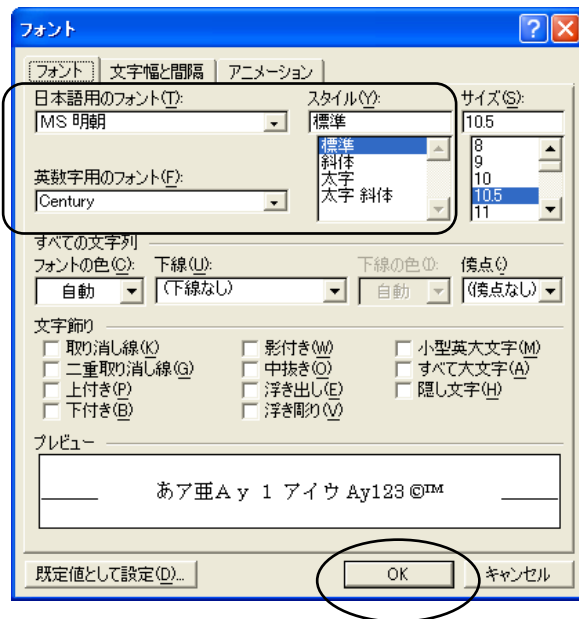 フォント
フォント 文字幅と間隔 アニメーション
日本語用のフォント(T): スタイル(Y): サイズ(S):
MS 明朝 標準 10.5
標準 8
斜体 9
英数字用のフォント(F): 太字 10
Century 太字 斜体 10.5
11
すべての文字列
フォントの色(C): 下線(U): 下線の色(I): 傍点(;)
自動 (下線なし) 自動 (傍点なし)
文字飾り
取り消し線(K) 影付き(W) 小型英大文字(M)
二重取り消し線(G) 中抜き(O) すべて大文字(A)
上付き(P) 浮き出し(E) 隠し文字(H)
下付き(B) 浮き彫り(V)
プレビュー
あア亜Ay 1 アイウ Ay123©™
既定値として設定(D)... OK キャンセル